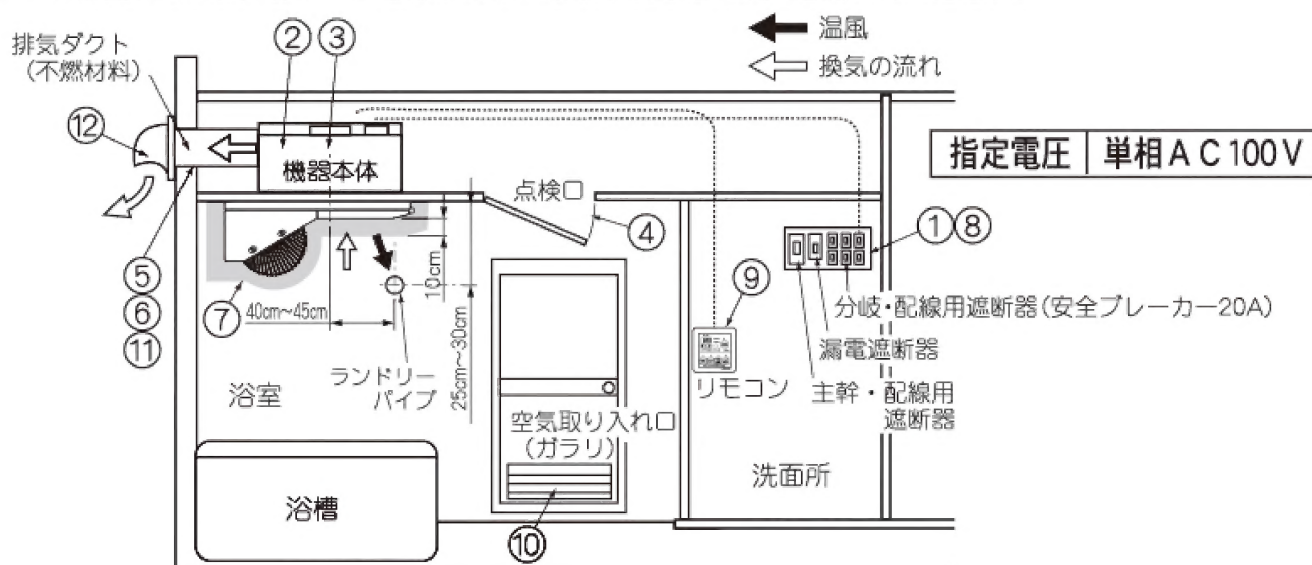 排気ダクト
(不燃材料)
② ③
温風
換気の流れ
⑫
機器本体
指定電圧 単相AC100V
点検口
④
① ⑧
⑤
⑥
⑪
⑦
40cm〜45cm
10cm
25cm〜30cm
⑨
分岐・配線用遮断器(安全ブレーカー20A)
漏電遮断器
主幹・配線用
遮断器
リモコン
ランドリー
パイプ
浴室
空気取り入れ口
(ガラリ)
洗面所
浴槽
⑩